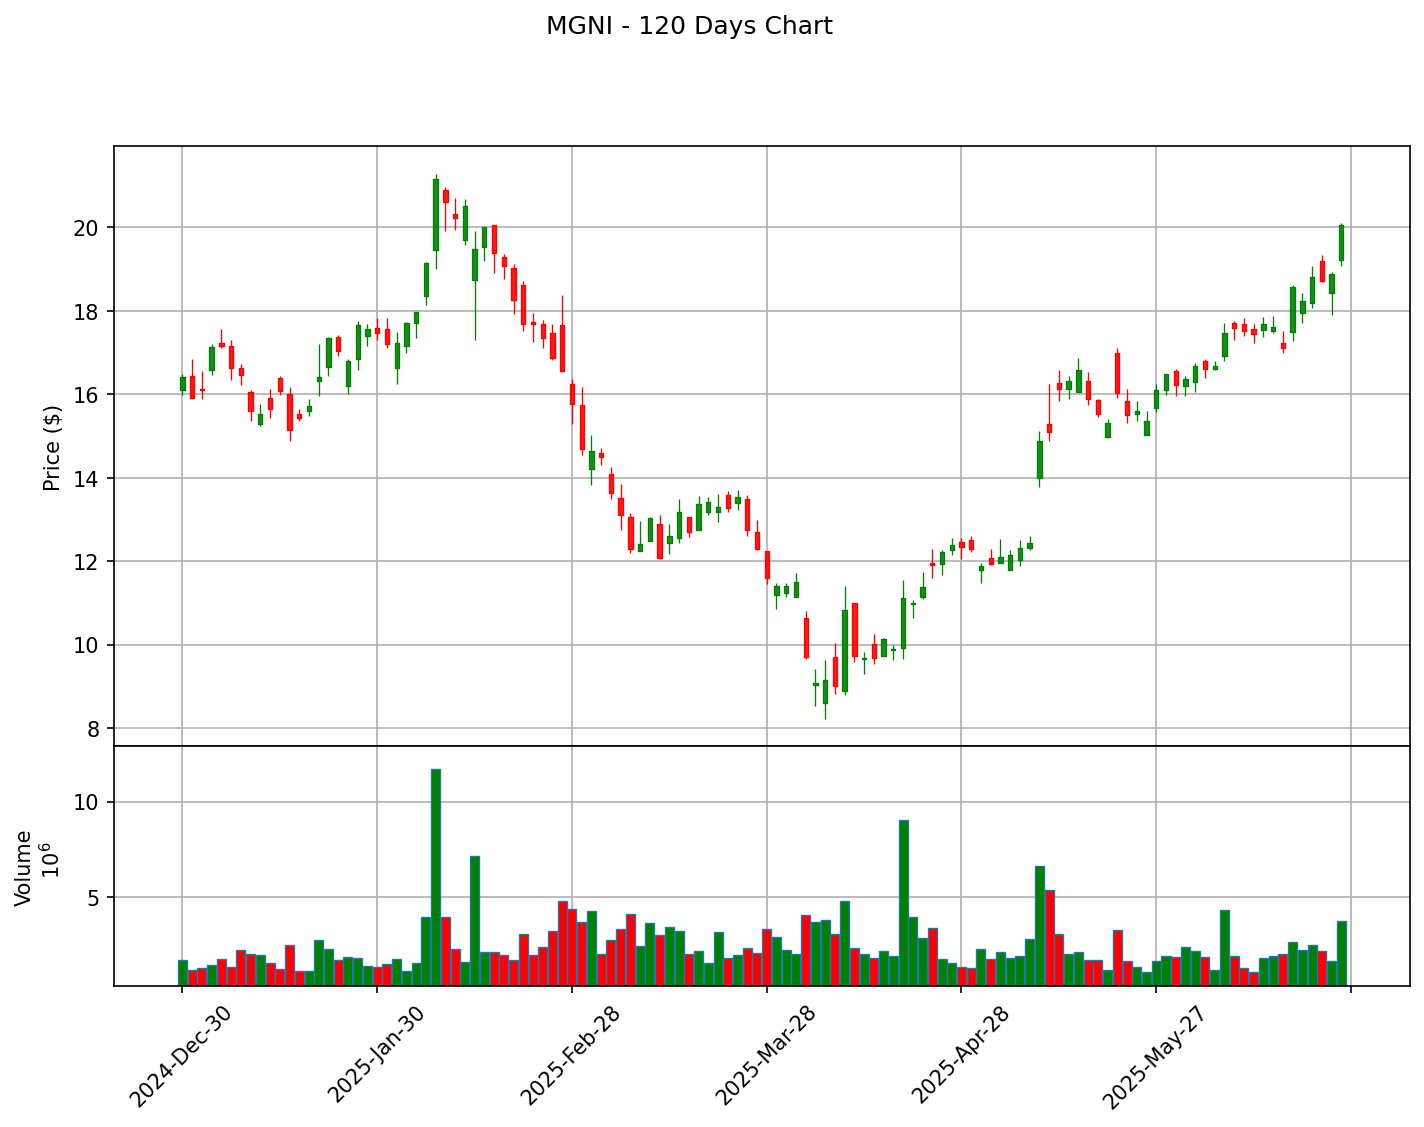 MGNI - 120 Days Chart
Price ($)
20
18
16
14
12
10
8
Volume
10⁶
10
5
2024-Dec-30
2025-Jan-30
2025-Feb-28
2025-Mar-28
2025-Apr-28
2025-May-27